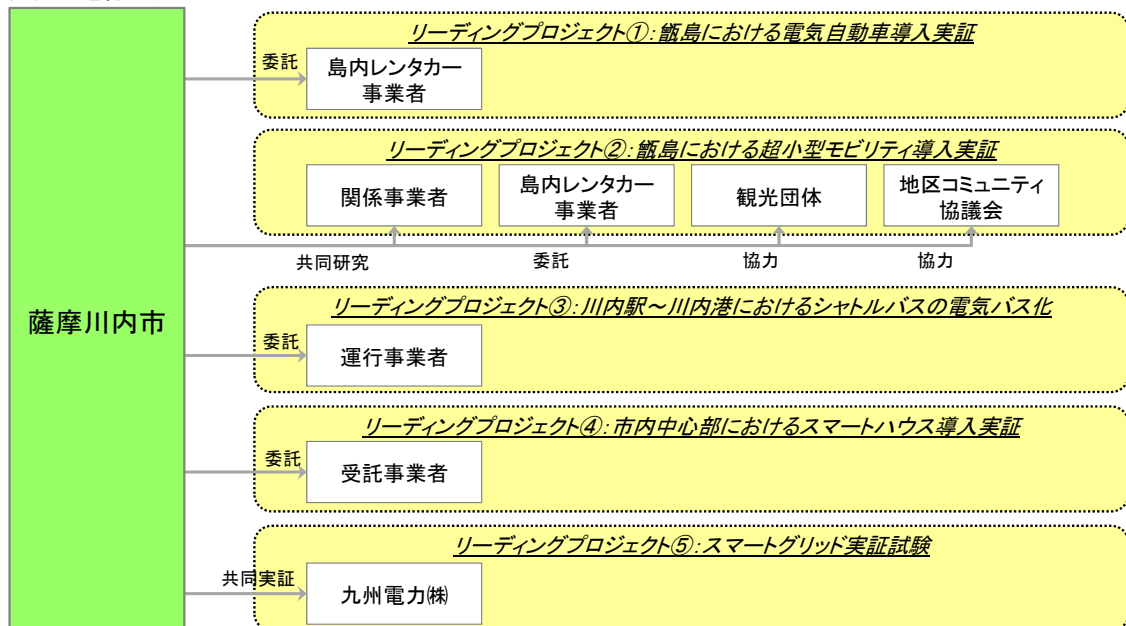 リーディングプロジェクト①:甑島における電気自動車導入実証
委託
島内レンタカー
事業者
リーディングプロジェクト②:甑島における超小型モビリティ導入実証
関係事業者
島内レンタカー
事業者
観光団体
地区コミュニティ
協議会
共同研究
委託
協力
協力
薩摩川内市
リーディングプロジェクト③:川内駅～川内港におけるシャトルバスの電気バス化
委託
運行事業者
リーディングプロジェクト④:市内中心部におけるスマートハウス導入実証
委託
受託事業者
リーディングプロジェクト⑤:スマートグリッド実証試験
共同実証
九州電力㈱